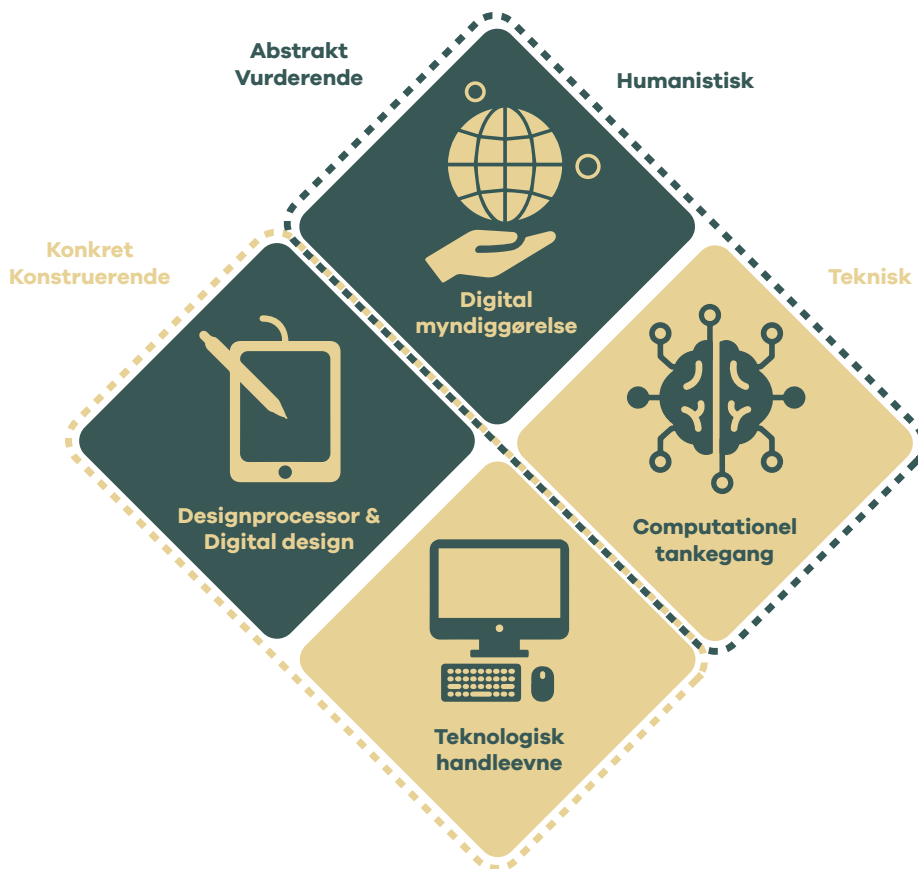 Abstrakt
Vurderende
Humanistisk
Konkret
Konstruerende
Teknisk
Digital
myndiggørelse
Designprocessor &
Digital design
Computationel
tankegang
Teknologisk
handleevne